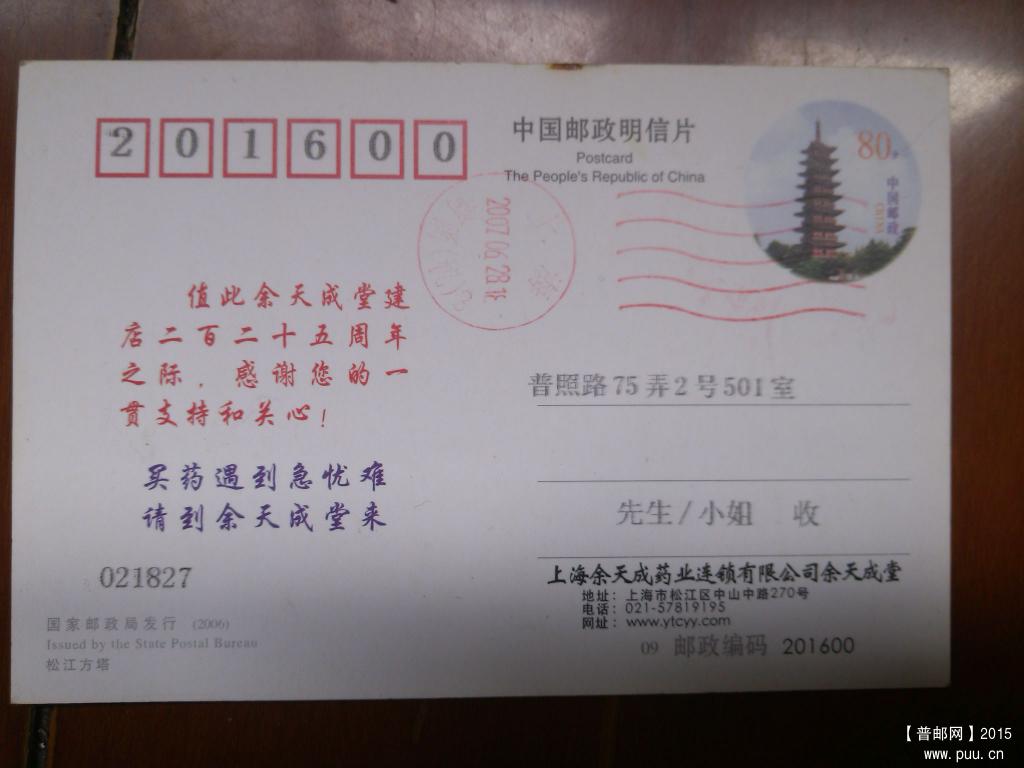 201600
中国邮政明信片
Postcard
The People's Republic of China
80分
中国邮政
CHINA
上海
2007.06.28.1
值此余天成堂建
店二百二十五周年
之际．感谢您的一
贯支持和关心！
买药遇到急忧难
请到余天成堂来
021827
国家邮政局发行 (2006)
Issued by the State Postal Bureau
松江方塔
普照路75弄2号501室
先生/小姐 收
上海余天成药业连锁有限公司余天成堂
地址：上海市松江区中山中路270号
电话：021-57819195
网址：www.ytcyy.com
09 邮政编码 201600
【普邮网】2015
www.puu.cn